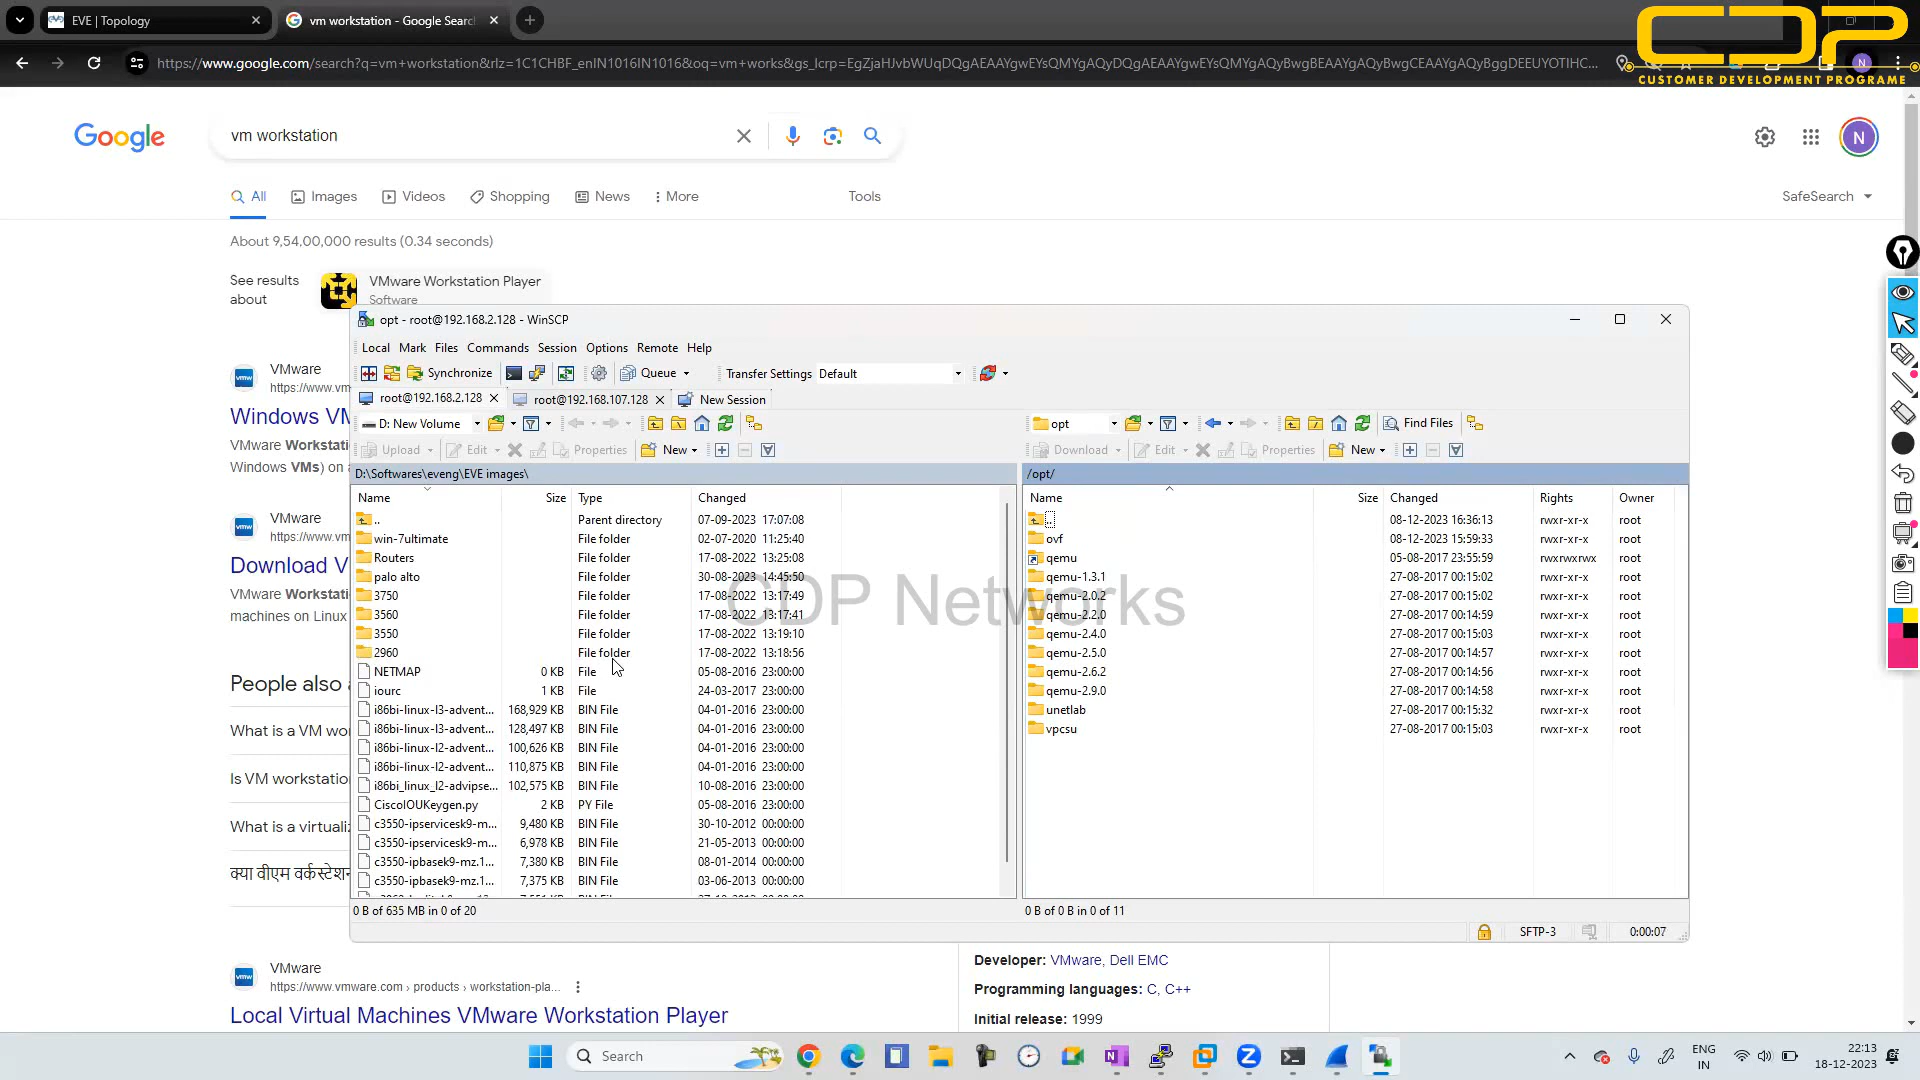 EVE | Topology
vm workstation - Google Searc
CDP
CUSTOMER DEVELOPMENT PROGRAME
https://www.google.com/search?q=vm+workstation&rlz=1C1CHBF_enIN1016IN1016&oq=vm+works&gs_lcrp=EgZjaHJvbWUqDQgAEAAYgwEYsQMYgAQyDQgAEAAYgwEYsQMYgAQyBwgBEAAYgAQyBwgCEAAYgAQyBggDEEUYOTIHC...
N
Google
vm workstation
N
All
Images
Videos
Shopping
News
More
Tools
SafeSearch
About 9,54,00,000 results (0.34 seconds)
See results
about
VMware Workstation Player
Software
VMware
https://www.vm
Windows VM
VMware Workstati
Windows VMs) on a
VMware
https://www.vm
Download V
VMware Workstati
machines on Linux
People also a
What is a VM wo
Is VM workstatio
What is a virtualiz
क्या वीएम वर्कस्टेशन
VMware
https://www.vmware.com › products › workstation-pla...
Local Virtual Machines VMware Workstation Player
Developer: VMware, Dell EMC
Programming languages: C, C++
Initial release: 1999
opt - root@192.168.2.128 - WinSCP
Local Mark Files Commands Session Options Remote Help
Synchronize
Queue
Transfer Settings Default
root@192.168.2.128
root@192.168.107.128
New Session
D: New Volume
opt
Find Files
Upload Edit Properties New
Download Edit Properties New
D:\Softwares\eveng\EVE images\
/opt/
Name Size Type Changed
.. Parent directory 07-09-2023 17:07:08
win-7ultimate File folder 02-07-2020 11:25:40
Routers File folder 17-08-2022 13:25:08
palo alto File folder 30-08-2023 14:45:50
3750 File folder 17-08-2022 13:17:49
3560 File folder 17-08-2022 13:17:41
3550 File folder 17-08-2022 13:19:10
2960 File folder 17-08-2022 13:18:56
NETMAP 0 KB File 05-08-2016 23:00:00
iourc 1 KB File 24-03-2017 23:00:00
i86bi-linux-l3-advent... 168,929 KB BIN File 04-01-2016 23:00:00
i86bi-linux-l3-advent... 128,497 KB BIN File 04-01-2016 23:00:00
i86bi-linux-l2-advent... 100,626 KB BIN File 04-01-2016 23:00:00
i86bi-linux-l2-advent... 110,875 KB BIN File 04-01-2016 23:00:00
i86bi_linux_l2-advipse... 102,575 KB BIN File 10-08-2016 23:00:00
CiscoIOUKeygen.py 2 KB PY File 05-08-2016 23:00:00
c3550-ipservicesk9-m... 9,480 KB BIN File 30-10-2012 00:00:00
c3550-ipservicesk9-m... 6,978 KB BIN File 21-05-2013 00:00:00
c3550-ipbasek9-mz.1... 7,380 KB BIN File 08-01-2014 00:00:00
c3550-ipbasek9-mz.1... 7,375 KB BIN File 03-06-2013 00:00:00
Name Size Changed Rights Owner
.. 08-12-2023 16:36:13 rwxr-xr-x root
ovf 08-12-2023 15:59:33 rwxr-xr-x root
qemu 05-08-2017 23:55:59 rwxrwxrwx root
qemu-1.3.1 27-08-2017 00:15:02 rwxr-xr-x root
qemu-2.0.2 27-08-2017 00:15:02 rwxr-xr-x root
qemu-2.2.0 27-08-2017 00:14:59 rwxr-xr-x root
qemu-2.4.0 27-08-2017 00:15:03 rwxr-xr-x root
qemu-2.5.0 27-08-2017 00:14:57 rwxr-xr-x root
qemu-2.6.2 27-08-2017 00:14:56 rwxr-xr-x root
qemu-2.9.0 27-08-2017 00:14:58 rwxr-xr-x root
unetlab 27-08-2017 00:15:32 rwxr-xr-x root
vpcsu 27-08-2017 00:15:03 rwxr-xr-x root
CDP Networks
0 B of 635 MB in 0 of 20
0 B of 0 B in 0 of 11
SFTP-3
0:00:07
Search
ENG
IN
22:13
18-12-2023